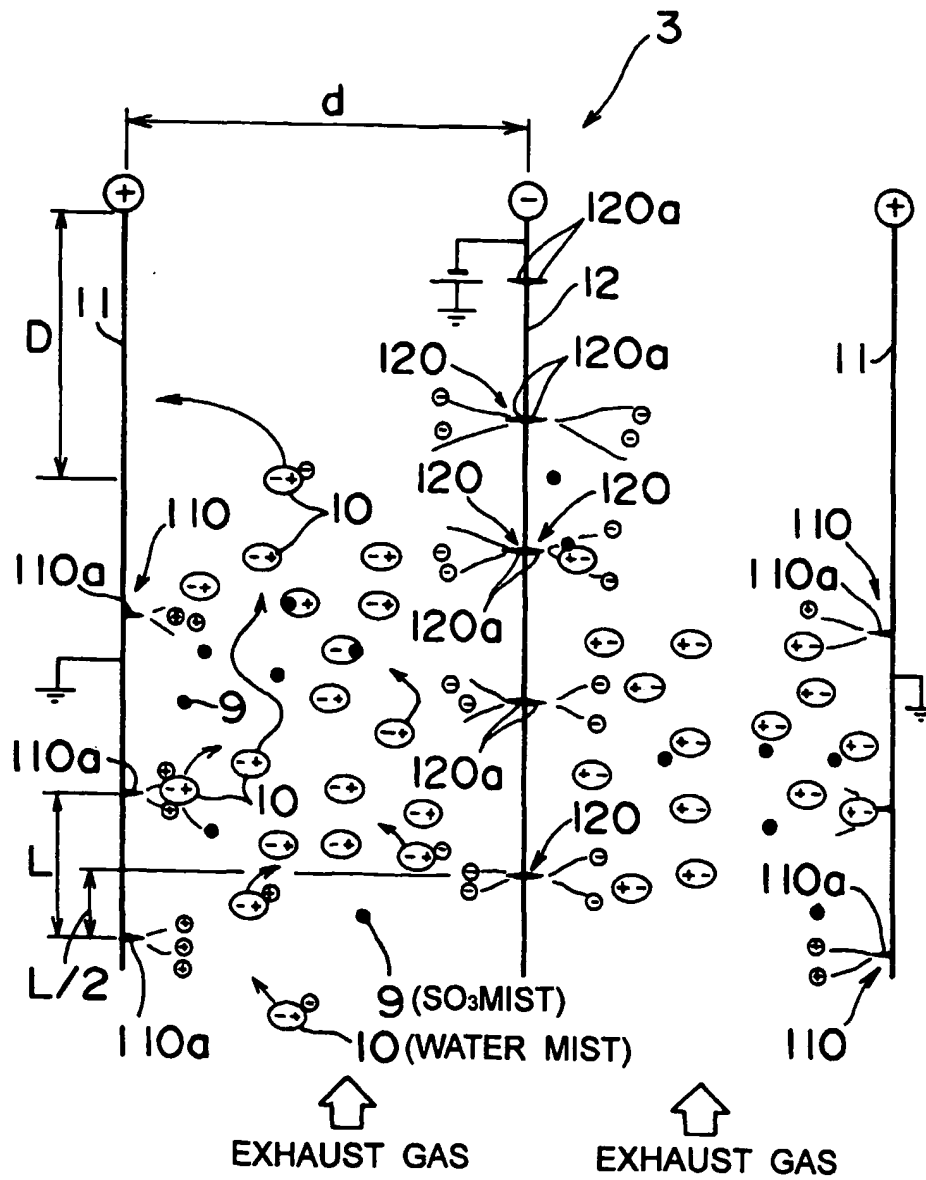 3
d
+
-
+
120a
11
12
D
120
120a
11
120
120
10
110
110
110a
110a
120a
9
110a
120a
10
120
L
110a
L/2
9 (SO₃MIST)
110a
10 (WATER MIST)
110
EXHAUST GAS
EXHAUST GAS